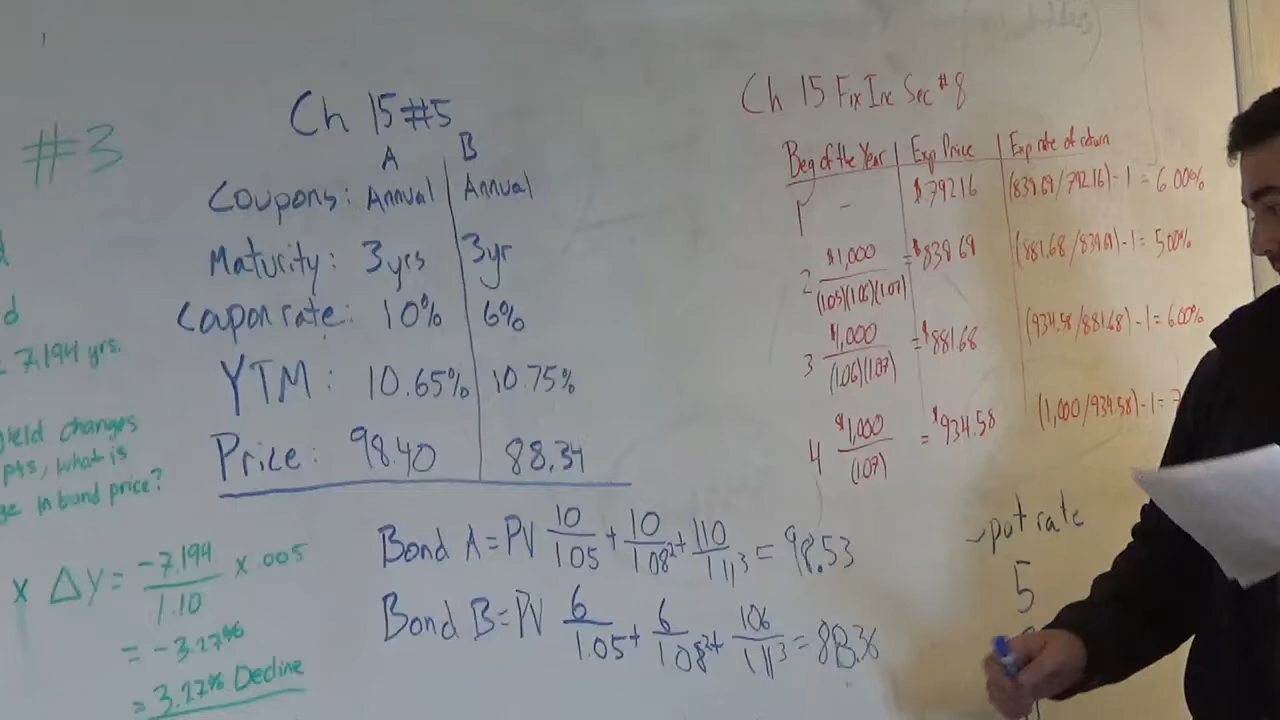 #3
d
d
7.194 yrs.
yield changes
pts, what is
ge in bond price?
x Δy = -7.194 / 1.10 x .005
= -3.27%
= 3.27% Decline
Ch 15 #5
A B
Coupons: Annual Annual
Maturity: 3yrs 3yr
Coupon rate: 10% 6%
YTM: 10.65% 10.75%
Price: 98.40 88.34
Bond A = PV 10/1.05 + 10/1.08² + 110/1.11³ = 98.53
Bond B = PV 6/1.05 + 6/1.08² + 106/1.11³ = 88.36
Ch 15 Fix Inc Sec #8
Beg of the Year Exp Price Exp rate of return
1 - $792.16 (839.69/792.16)-1 = 6.00%
2 $1,000/(1.05)(1.06)(1.07) = $839.69 (881.68/839.69)-1 = 5.00%
3 $1,000/(1.06)(1.07) = $881.68 (934.58/881.68)-1 = 6.00%
4 $1,000/(1.07) = $934.58 (1,000/934.58)-1 = 7
spot rate
5